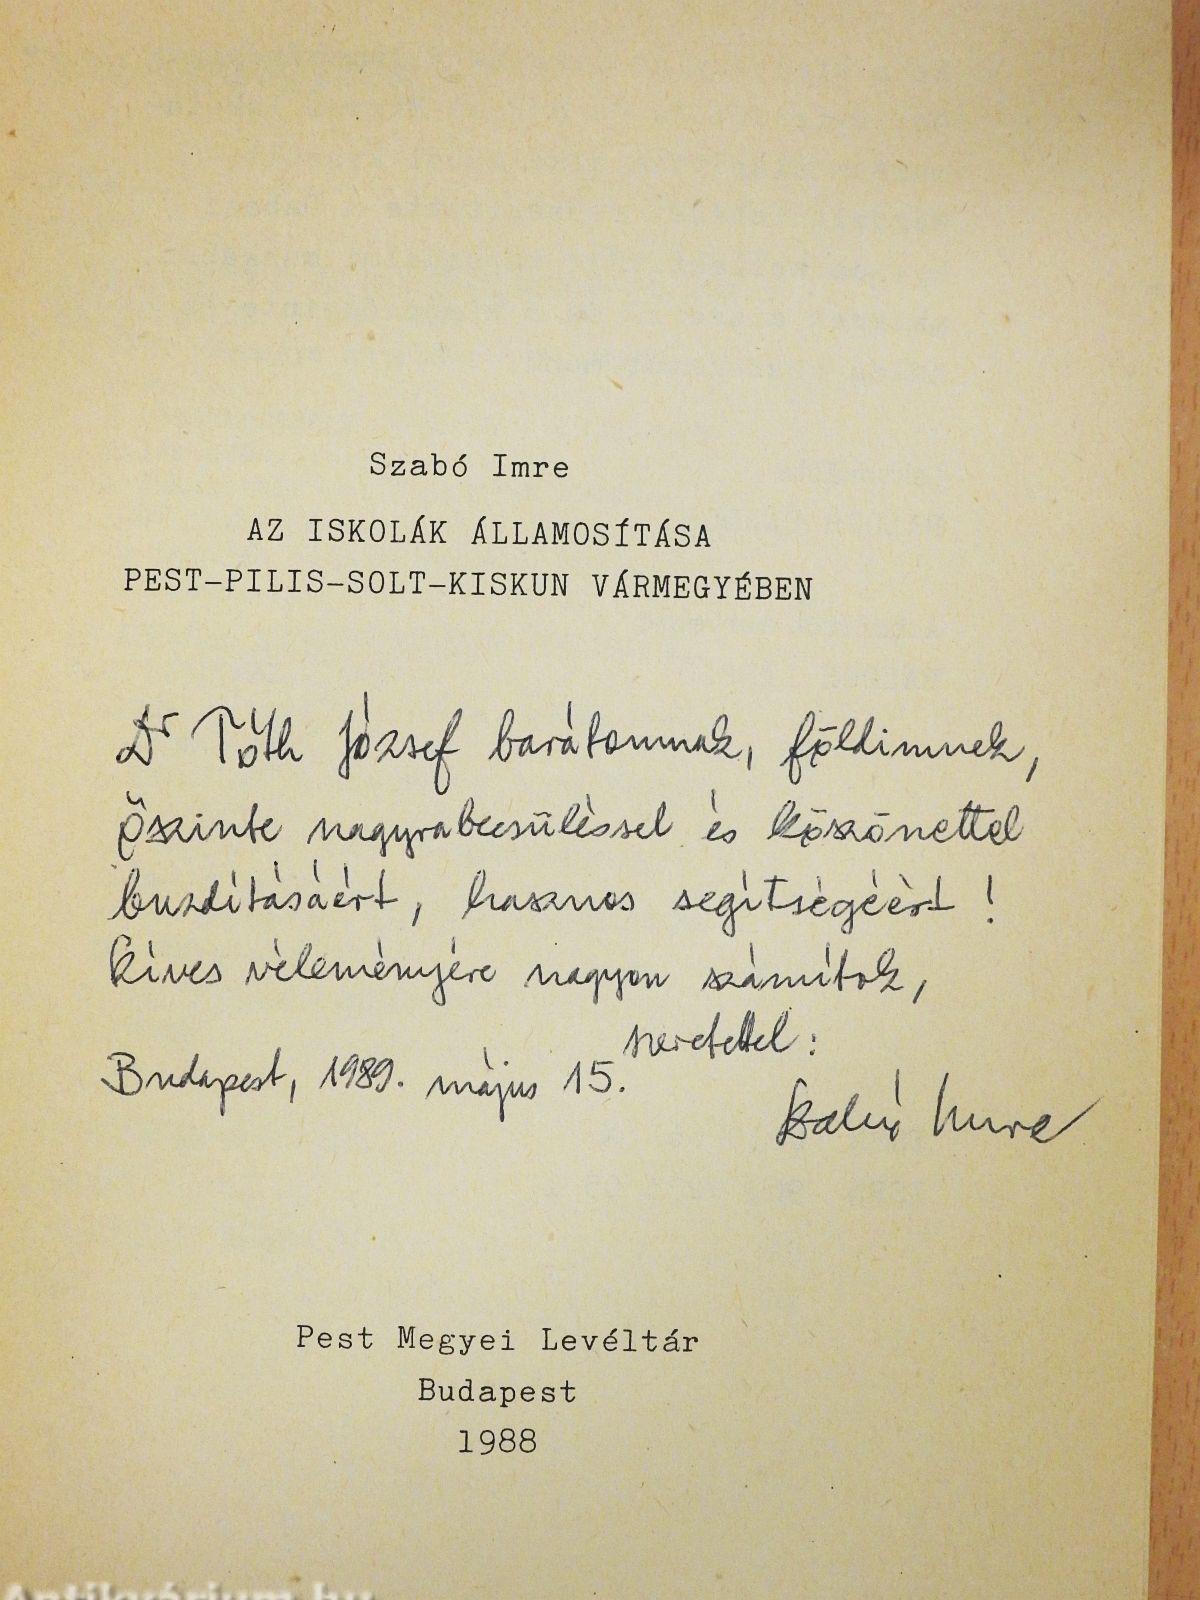 Szabó Imre
AZ ISKOLÁK ÁLLAMOSÍTÁSA
PEST-PILIS-SOLT-KISKUN VÁRMEGYÉBEN
Dr Tóth József barátomnak, földimnek,
őszinte nagyrabecsüléssel és köszönettel
buzdításáért, hasznos segítségéért!
Kíves véleményére nagyon számítok,
szeretettel:
Budapest, 1989. május 15.
Szabó Imre
Pest Megyei Levéltár
Budapest
1988
Antikvárium.hu